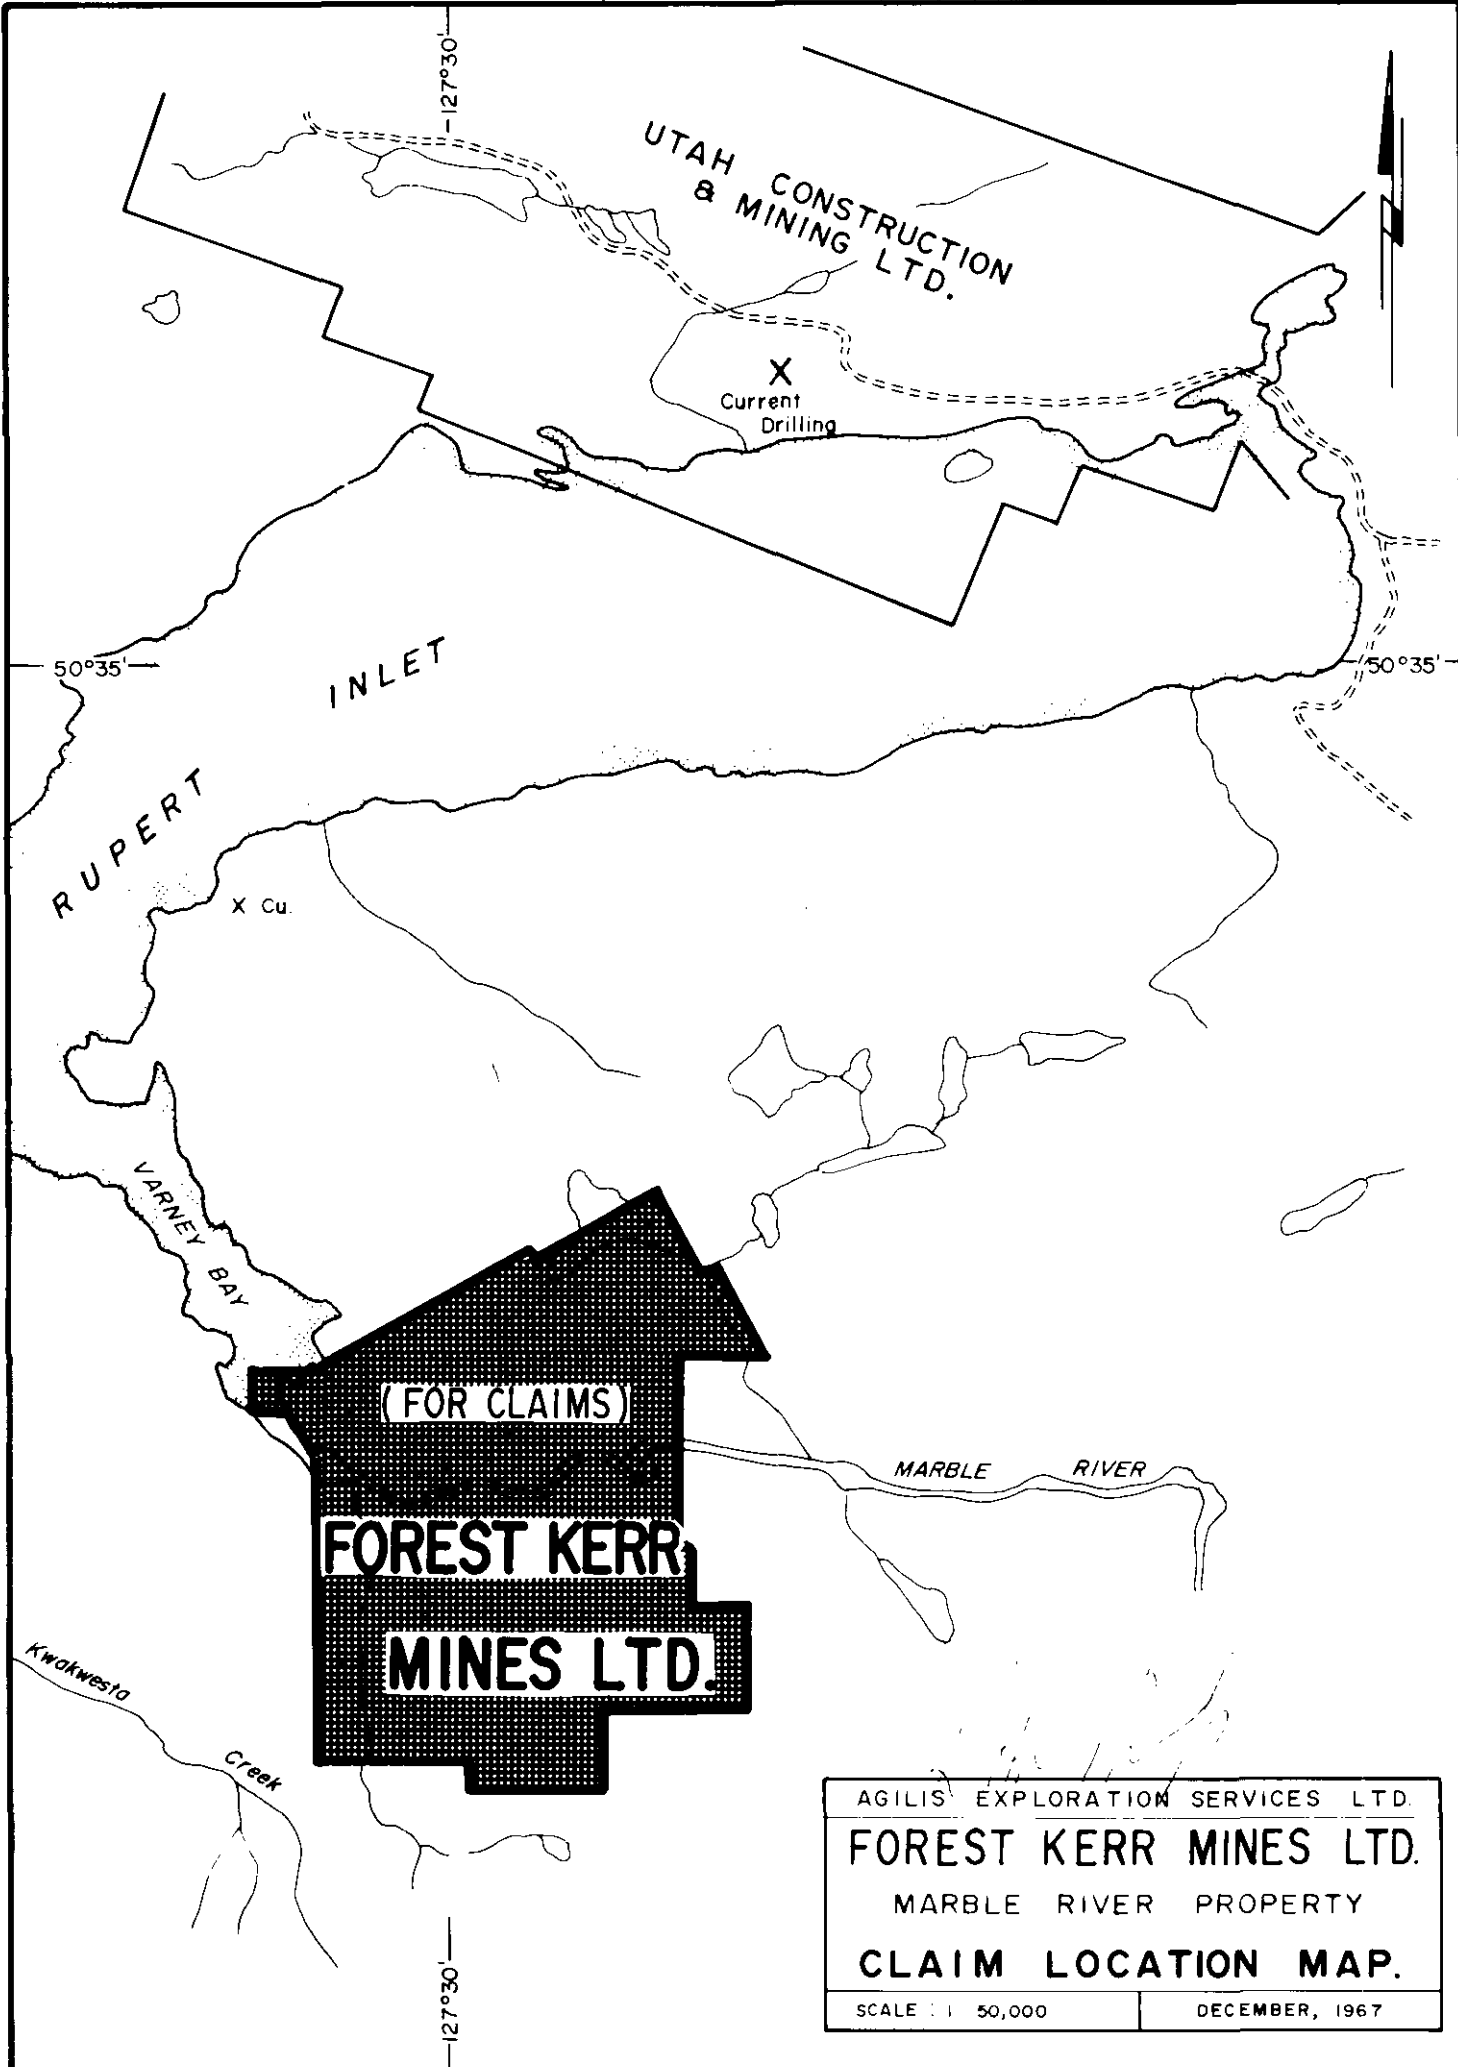 127°30'
UTAH CONSTRUCTION
& MINING LTD.
X
Current
Drilling
50°35'
50°35'
INLET
RUPERT
X Cu.
VARNEY BAY
(FOR CLAIMS)
MARBLE RIVER
FOREST KERR
MINES LTD.
Kwakwesta
Creek
127°30'
AGILIS EXPLORATION SERVICES LTD.
FOREST KERR MINES LTD.
MARBLE RIVER PROPERTY
CLAIM LOCATION MAP.
SCALE : 1 50,000
DECEMBER, 1967